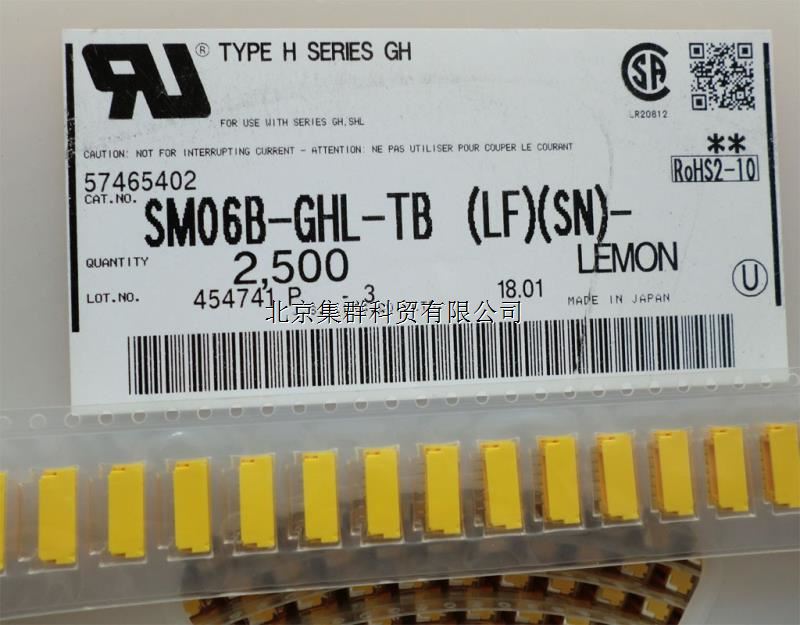 ® TYPE H SERIES GH
FOR USE WITH SERIES GH,SHL
LR20812
CAUTION: NOT FOR INTERRUPTING CURRENT - ATTENTION: NE PAS UTILISER POUR COUPER LE COURANT
**
RoHS2-10
57465402
CAT.NO. SM06B-GHL-TB (LF)(SN)-
QUANTITY 2,500 LEMON
LOT.NO. 454741 P - 3 18.01 MADE IN JAPAN
U
北京集群科贸有限公司